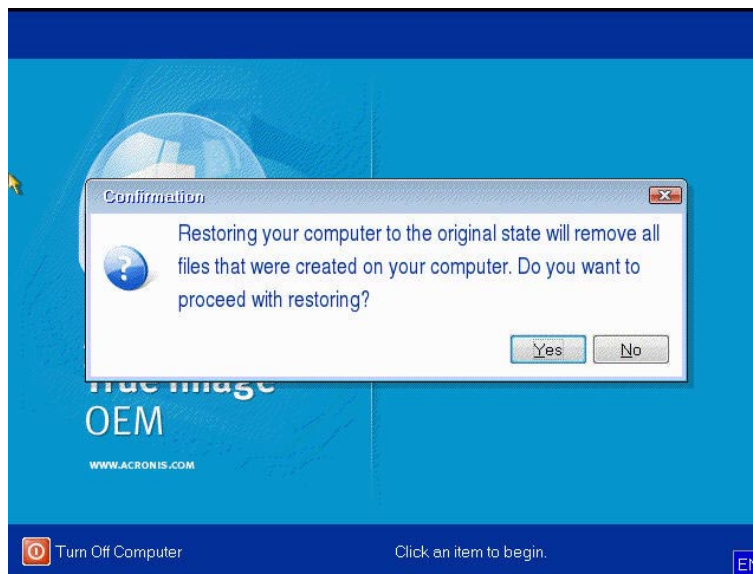 Confirmation
Restoring your computer to the original state will remove all
files that were created on your computer. Do you want to
proceed with restoring?
Yes
No
True Image
OEM
WWW.ACRONIS.COM
Turn Off Computer
Click an item to begin.
EN